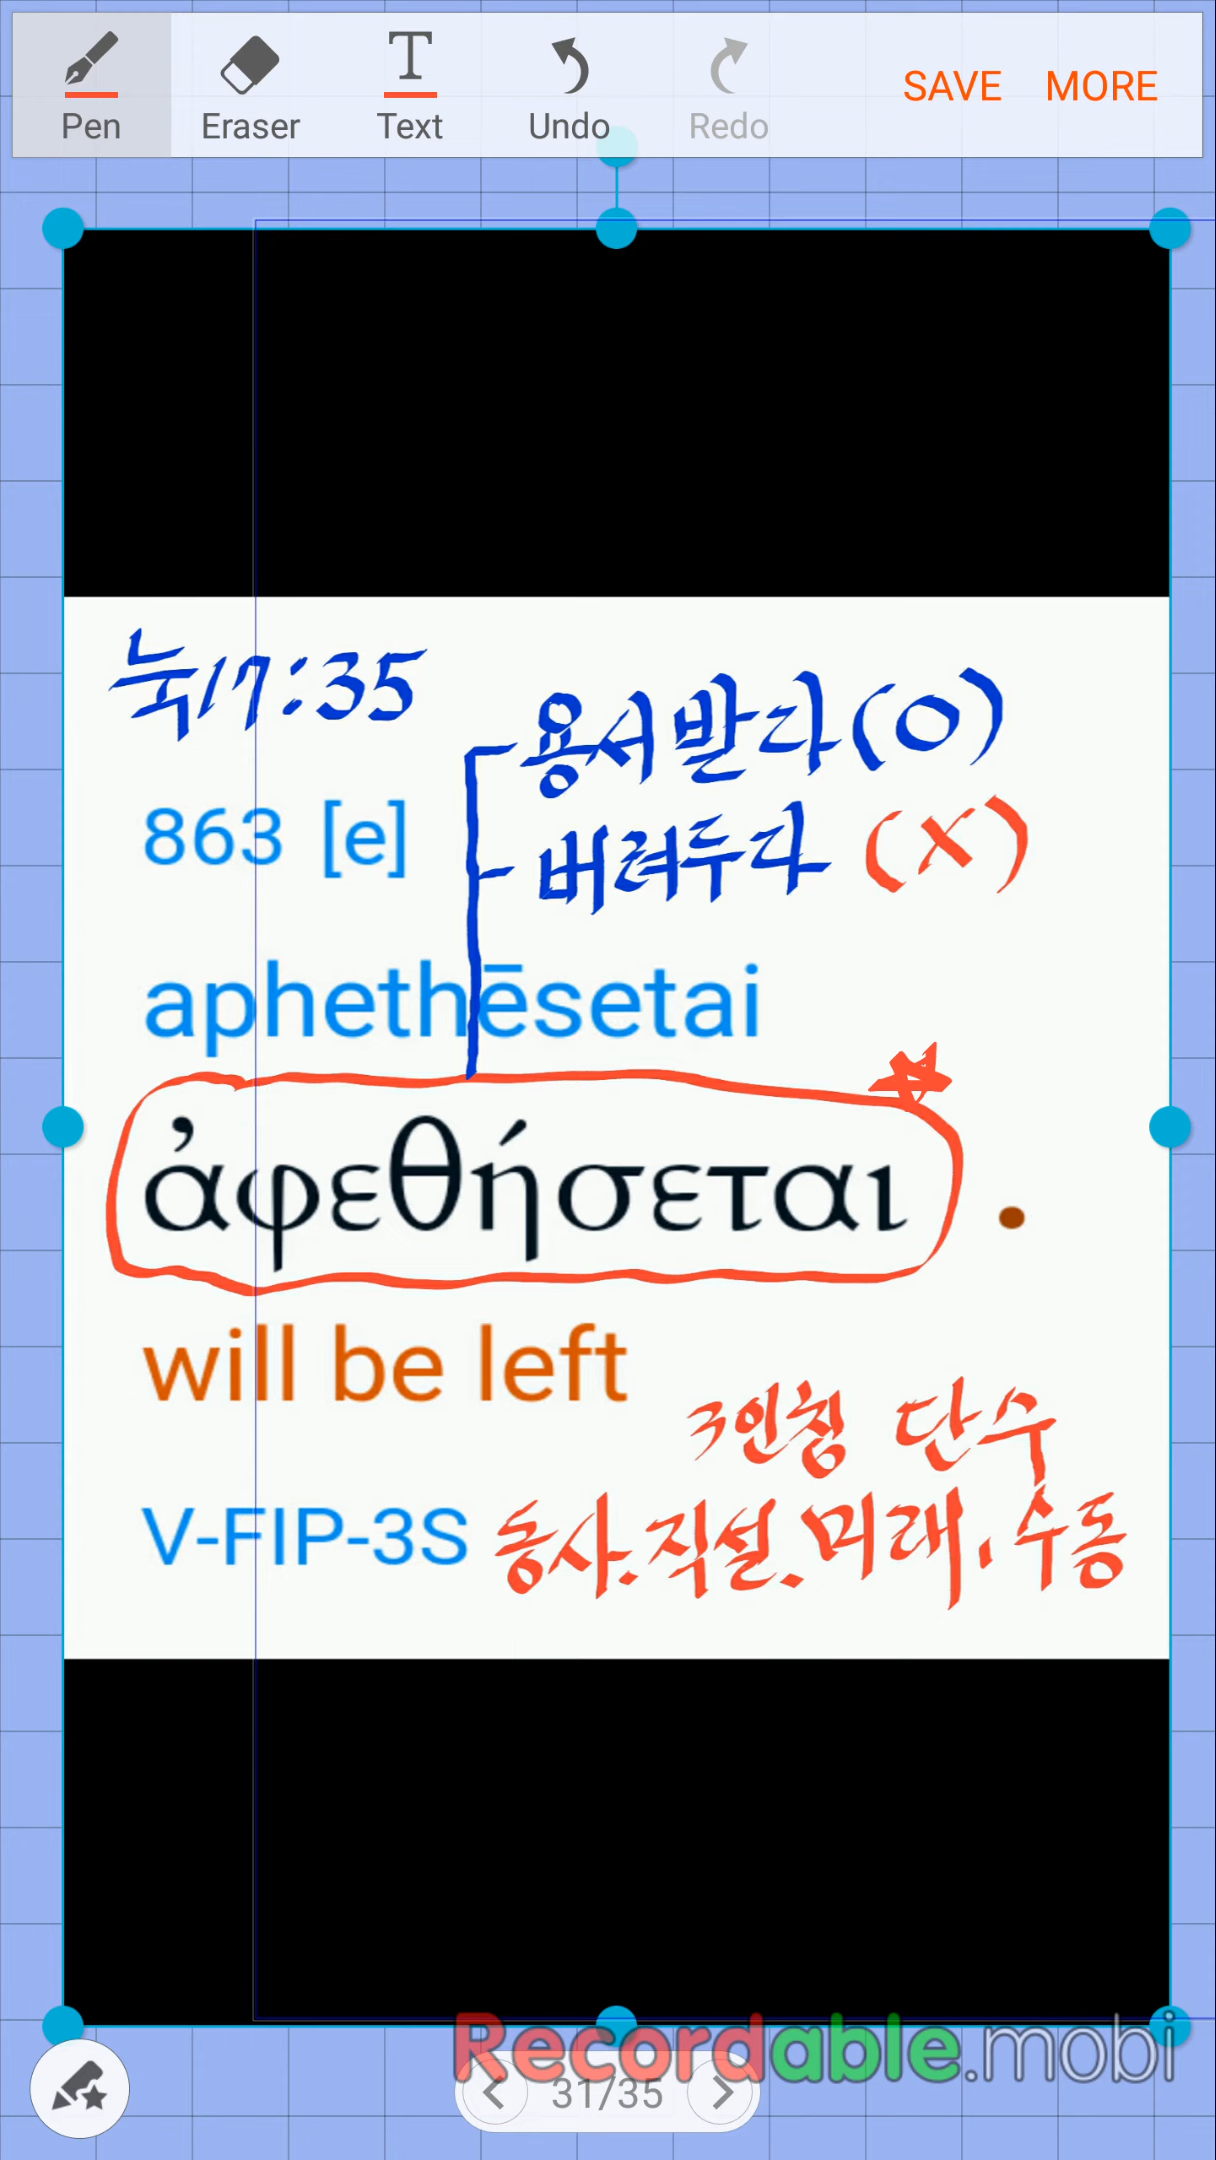 Pen Eraser Text Undo Redo SAVE MORE
눅17:35
용서받다(O)
863 [e]
버려두다 (X)
aphethēsetai
ἀφεθήσεται .
will be left
3인칭 단수
V-FIP-3S 동사.직설.미래,수동
Recordable.mobi
31/35